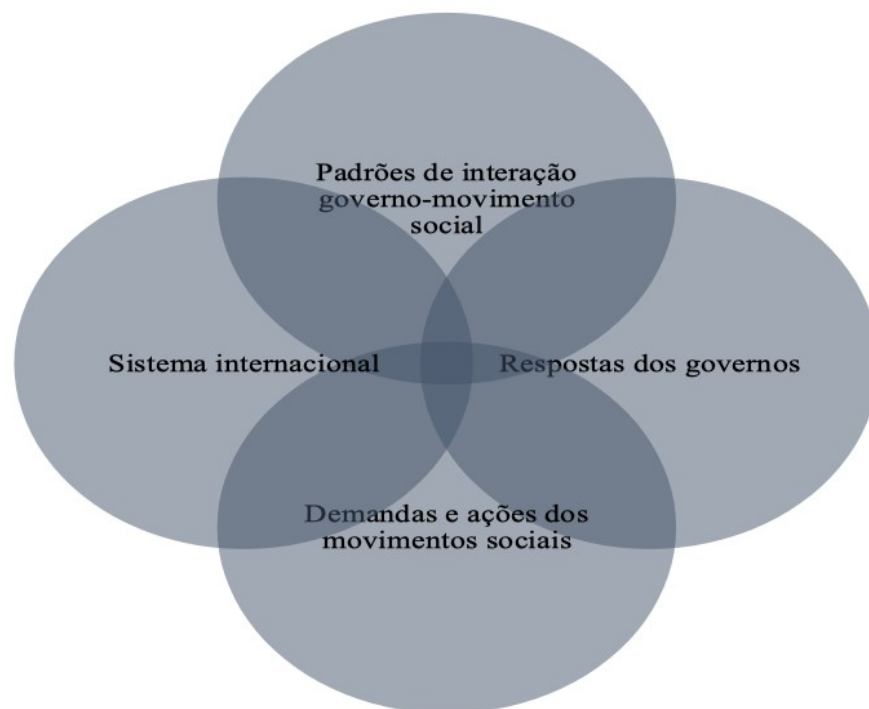 Padrões de interação
governo-movimento
social
Sistema internacional
Respostas dos governos
Demandas e ações dos
movimentos sociais